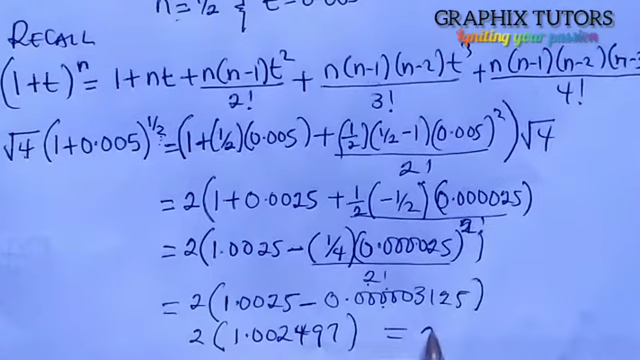 GRAPHIX TUTORS
Igniting your passion
n = 1/2 { t = 0.005
RECALL
(1+t)^n = 1 + nt + n(n-1)t^2/2! + n(n-1)(n-2)t^3/3! + n(n-1)(n-2)(n-3/4!
√4(1+0.005)^1/2 = (1+(1/2)(0.005) + (1/2)(1/2-1)(0.005)^2/2!)√4
= 2(1+0.0025 + 1/2(-1/2)(0.000025)/2!
= 2(1.0025 - (1/4)(0.000025)/2!)
= 2(1.0025 - 0.000003125)
2(1.002497) =